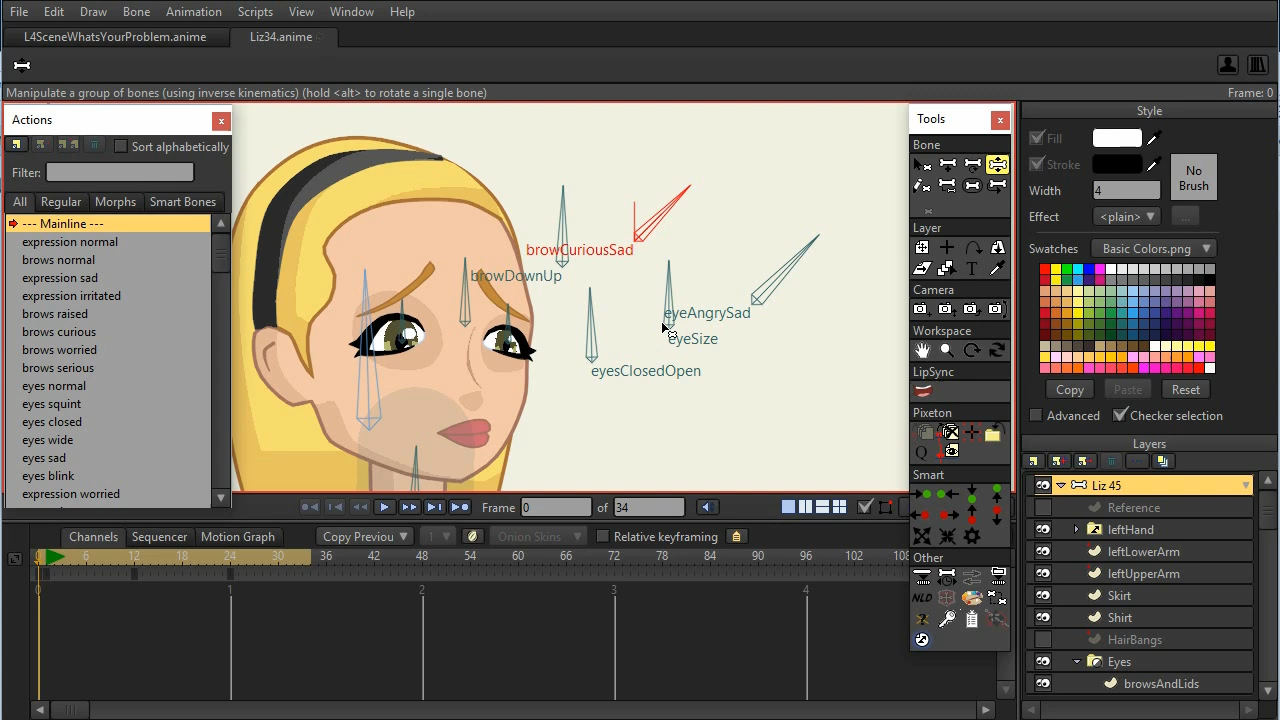 File Edit Draw Bone Animation Scripts View Window Help
L4SceneWhatsYourProblem.anime Liz34.anime
Manipulate a group of bones (using inverse kinematics) (hold <alt> to rotate a single bone) Frame: 0
Actions
Sort alphabetically
Filter:
All Regular Morphs Smart Bones
--- Mainline ---
expression normal
brows normal
expression sad
expression irritated
brows raised
brows curious
brows worried
brows serious
eyes normal
eyes squint
eyes closed
eyes wide
eyes sad
eyes blink
expression worried
browCuriousSad
browDownUp
eyeAngrySad
eyeSize
eyesClosedOpen
Tools
Bone
Layer
T
Camera
Workspace
LipSync
Pixeton
Q
Smart
Other
NLD
Style
Fill
Stroke
No
Brush
Width 4
Effect <plain> ...
Swatches Basic Colors.png
Copy Paste Reset
Advanced Checker selection
Layers
Liz 45
Reference
leftHand
leftLowerArm
leftUpperArm
Skirt
Shirt
HairBangs
Eyes
browsAndLids
Frame 0 of 34
Channels Sequencer Motion Graph Copy Previou 1 Onion Skins Relative keyframing
0 6 12 18 24 30 36 42 48 54 60 66 72 78 84 90 96 102 108
0 1 2 3 4